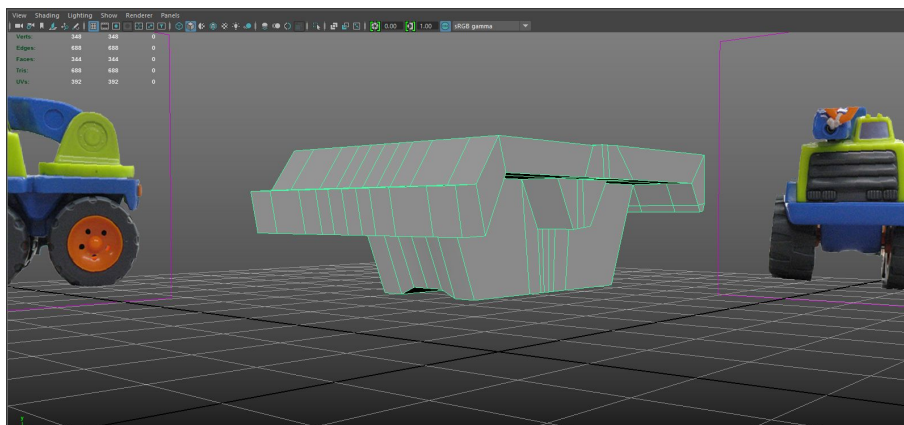 View Shading Lighting Show Renderer Panels
0.00 1.00 sRGB gamma
Verts: 348 348 0
Edges: 688 688 0
Faces: 344 344 0
Tris: 688 688 0
UVs: 392 392 0
Y